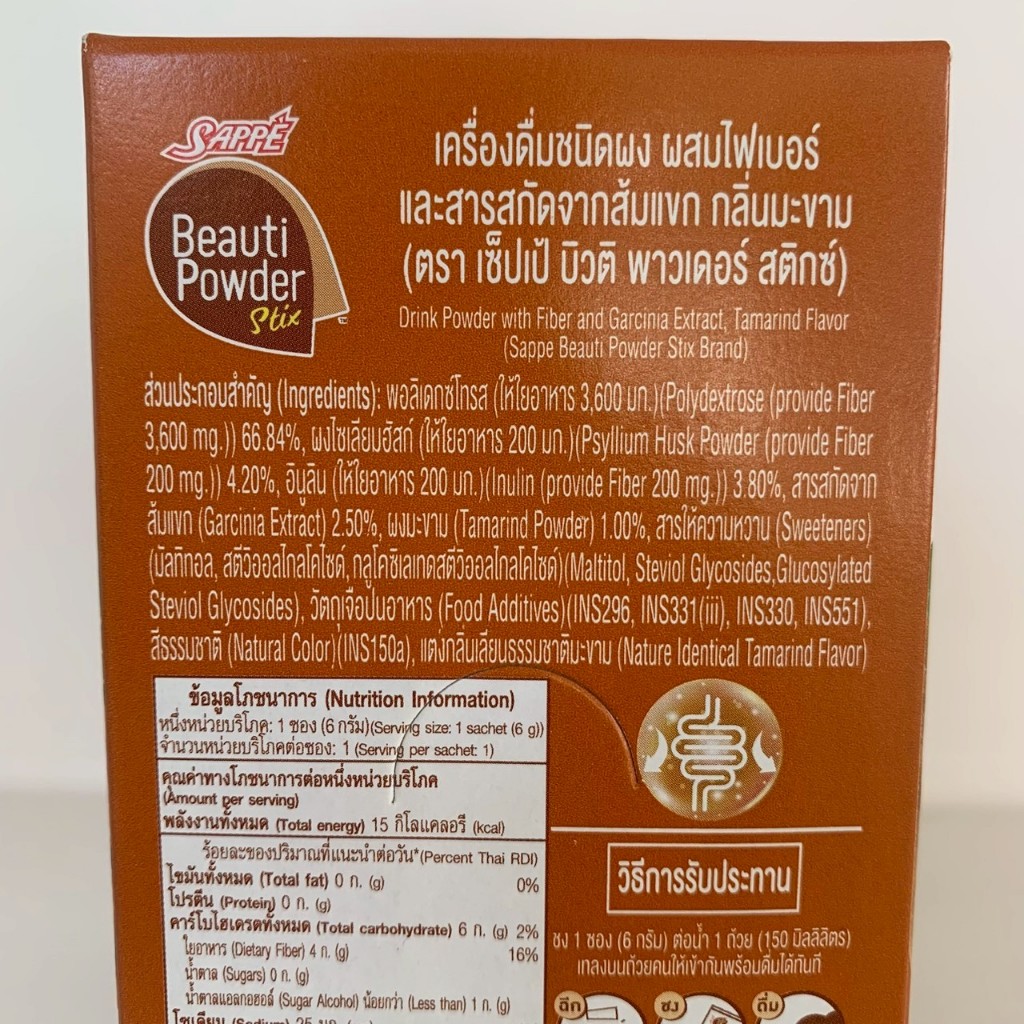 SAPPÉ
Beauti
Powder
Stix
เครื่องดื่มชนิดผง ผสมไฟเบอร์
และสารสกัดจากส้มแขก กลิ่นมะขาม
(ตรา เซ็ปเป้ บิวติ พาวเดอร์ สติกซ์)
Drink Powder with Fiber and Garcinia Extract, Tamarind Flavor
(Sappe Beauti Powder Stix Brand)
ส่วนประกอบสำคัญ (Ingredients): พอลิเดกซ์โทรส (ให้ใยอาหาร 3,600 มก.)(Polydextrose (provide Fiber
3,600 mg.)) 66.84%, ผงไซเลียมฮัสก์ (ให้ใยอาหาร 200 มก.)(Psyllium Husk Powder (provide Fiber
200 mg.)) 4.20%, อินูลิน (ให้ใยอาหาร 200 มก.)(Inulin (provide Fiber 200 mg.)) 3.80%, สารสกัดจาก
ส้มแขก (Garcinia Extract) 2.50%, ผงมะขาม (Tamarind Powder) 1.00%, สารให้ความหวาน (Sweeteners)
(มัลทิทอล, สตีวิออลไกลโคไซด์, กลูโคซิเลเทดสตีวิออลไกลโคไซด์)(Maltitol, Steviol Glycosides,Glucosylated
Steviol Glycosides), วัตถุเจือปนอาหาร (Food Additives)(INS296, INS331(iii), INS330, INS551),
สีธรรมชาติ (Natural Color)(INS150a), แต่งกลิ่นเลียนธรรมชาติมะขาม (Nature Identical Tamarind Flavor)
ข้อมูลโภชนาการ (Nutrition Information)
หนึ่งหน่วยบริโภค: 1 ซอง (6 กรัม)(Serving size: 1 sachet (6 g))
จำนวนหน่วยบริโภคต่อซอง: 1 (Serving per sachet: 1)
คุณค่าทางโภชนาการต่อหนึ่งหน่วยบริโภค
(Amount per serving)
พลังงานทั้งหมด (Total energy) 15 กิโลแคลอรี (kcal)
ร้อยละของปริมาณที่แนะนำต่อวัน*(Percent Thai RDI)
ไขมันทั้งหมด (Total fat) 0 ก. (g) 0%
โปรตีน (Protein) 0 ก. (g)
คาร์โบไฮเดรตทั้งหมด (Total carbohydrate) 6 ก. (g) 2%
ใยอาหาร (Dietary Fiber) 4 ก. (g) 16%
น้ำตาล (Sugars) 0 ก. (g)
น้ำตาลแอลกอฮอล์ (Sugar Alcohol) น้อยกว่า (Less than) 1 ก. (g)
โซเดียม (Sodium) 25 มก.
วิธีการรับประทาน
ชง 1 ซอง (6 กรัม) ต่อน้ำ 1 ถ้วย (150 มิลลิลิตร)
เทลงบนถ้วยคนให้เข้ากันพร้อมดื่มได้ทันที
ฉีก ชง ดื่ม